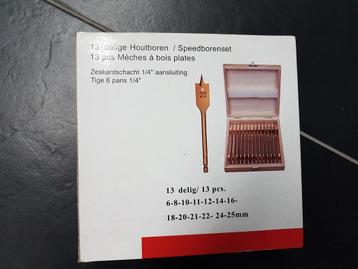 13 delige Houtboren / Speedborenset
13 pcs Mèches à bois plates
Zeskantschacht 1/4" aansluiting
Tige 6 pans 1/4"
22
13 delig/ 13 pcs.
6-8-10-11-12-14-16-
18-20-21-22- 24-25mm